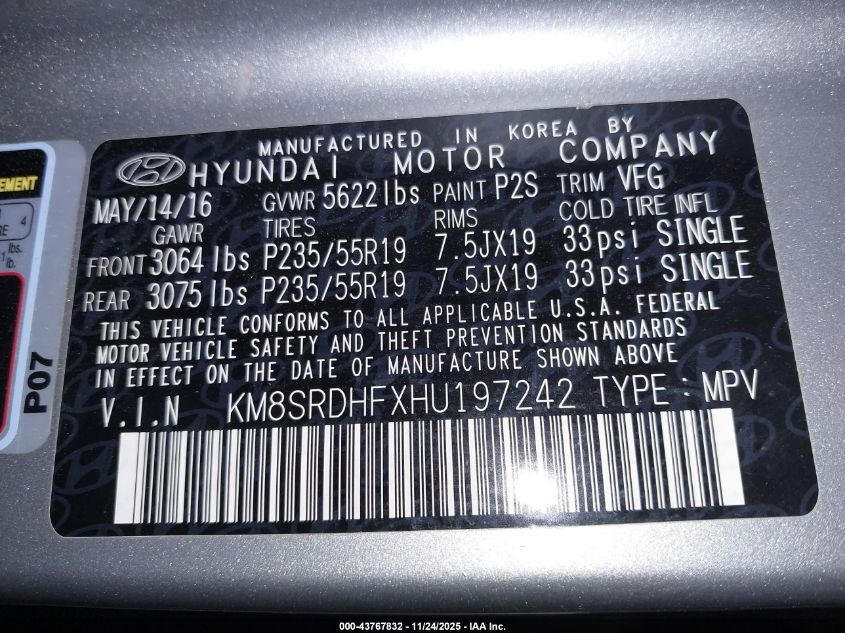 MANUFACTURED IN KOREA BY
HYUNDAI MOTOR COMPANY
MAY/14/16 GVWR 5622lbs PAINT P2S TRIM VFG
GAWR TIRES RIMS COLD TIRE INFL
FRONT 3064lbs P235/55R19 7.5JX19 33psi SINGLE
REAR 3075lbs P235/55R19 7.5JX19 33psi SINGLE
THIS VEHICLE CONFORMS TO ALL APPLICABLE U.S.A. FEDERAL
MOTOR VEHICLE SAFETY AND THEFT PREVENTION STANDARDS
IN EFFECT ON THE DATE OF MANUFACTURE SHOWN ABOVE
V.I.N KM8SRDHFXHU197242 TYPE : MPV
4
lbs.
lb.
P07
000-43767832 - 11/24/2025 - IAA Inc.